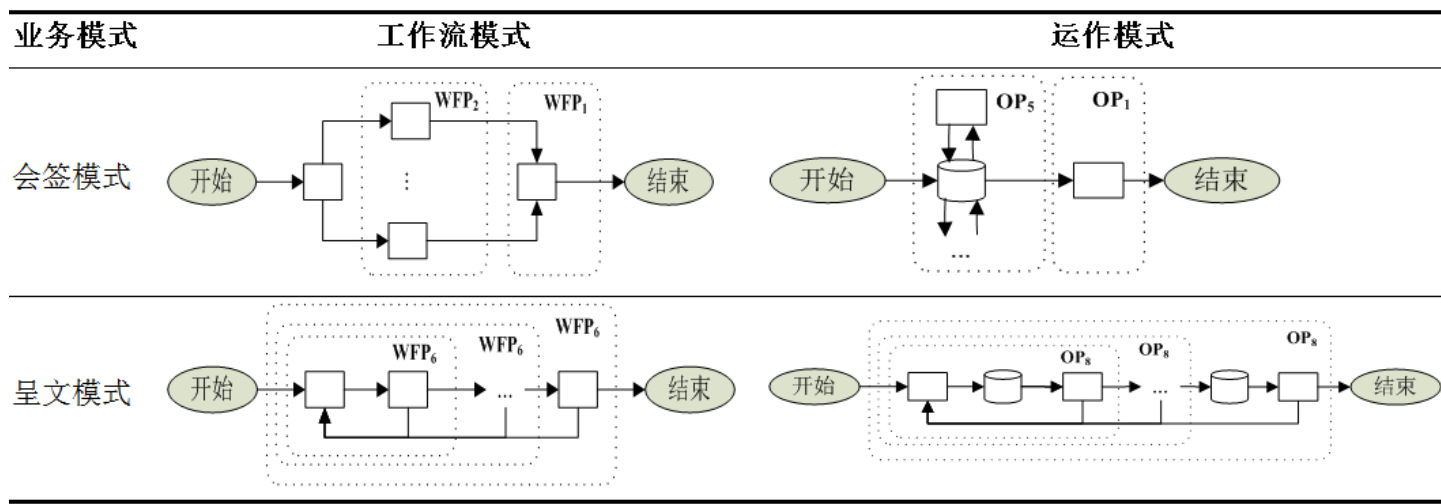 业务模式 工作流模式 运作模式
会签模式
开始
WFP2
⋮
WFP1
结束
开始
OP5
...
OP1
结束
呈文模式
开始
WFP6
WFP6
...
WFP6
结束
开始
OP8
OP8
...
OP8
结束